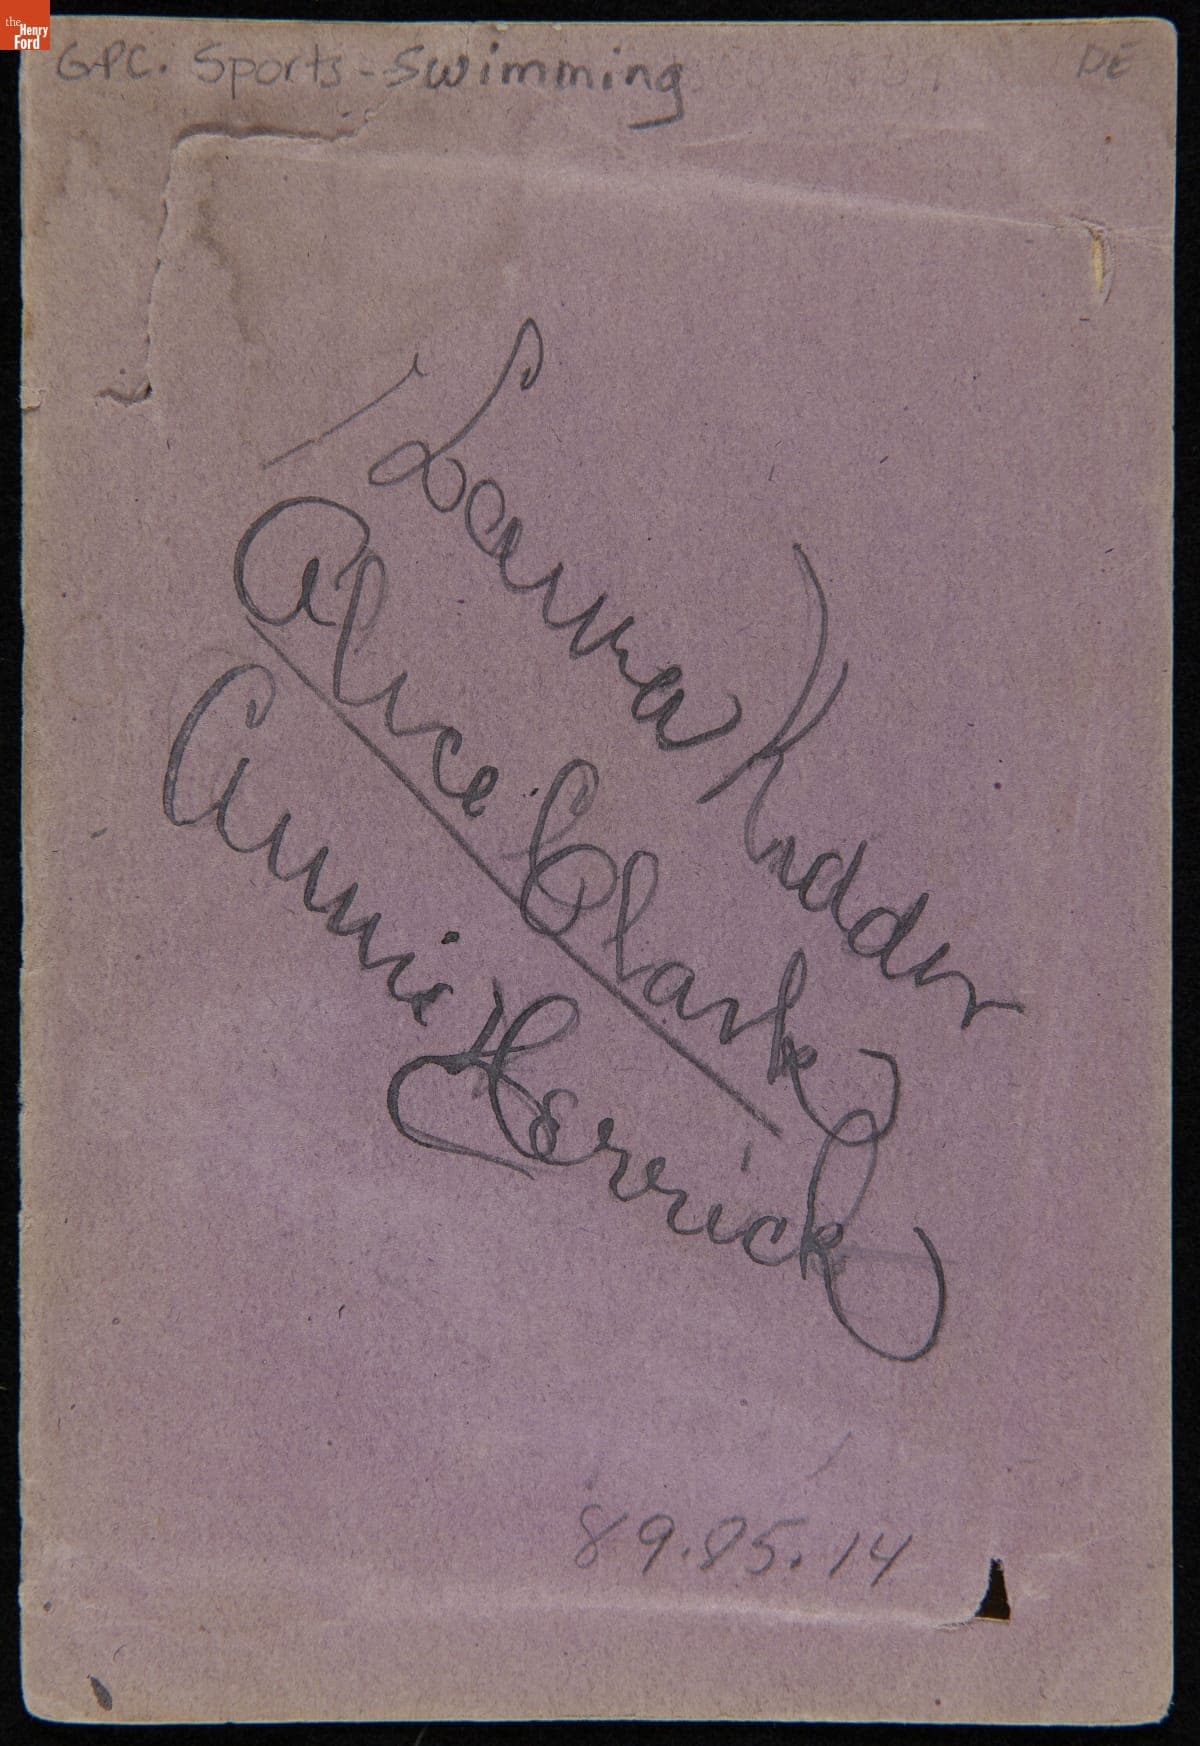 the Henry Ford
GPC. Sports - Swimming
DE
Laura Kidder
Alice Clark
Annie Herrick
89.85.14